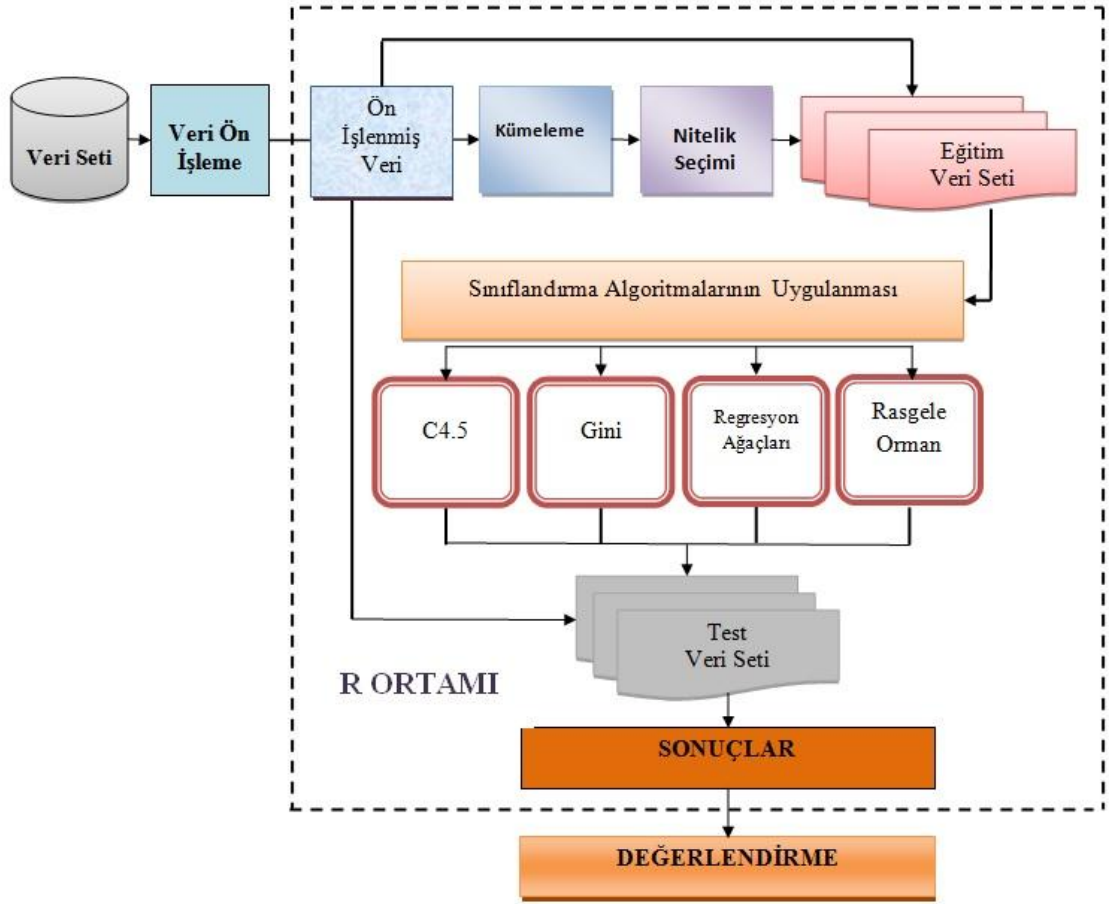 Veri Seti
Veri Ön
İşleme
Ön
İşlenmiş
Veri
Kümeleme
Nitelik
Seçimi
Eğitim
Veri Seti
Sınıflandırma Algoritmalarının Uygulanması
C4.5
Gini
Regresyon
Ağaçları
Rasgele
Orman
Test
Veri Seti
R ORTAMI
SONUÇLAR
DEĞERLENDİRME